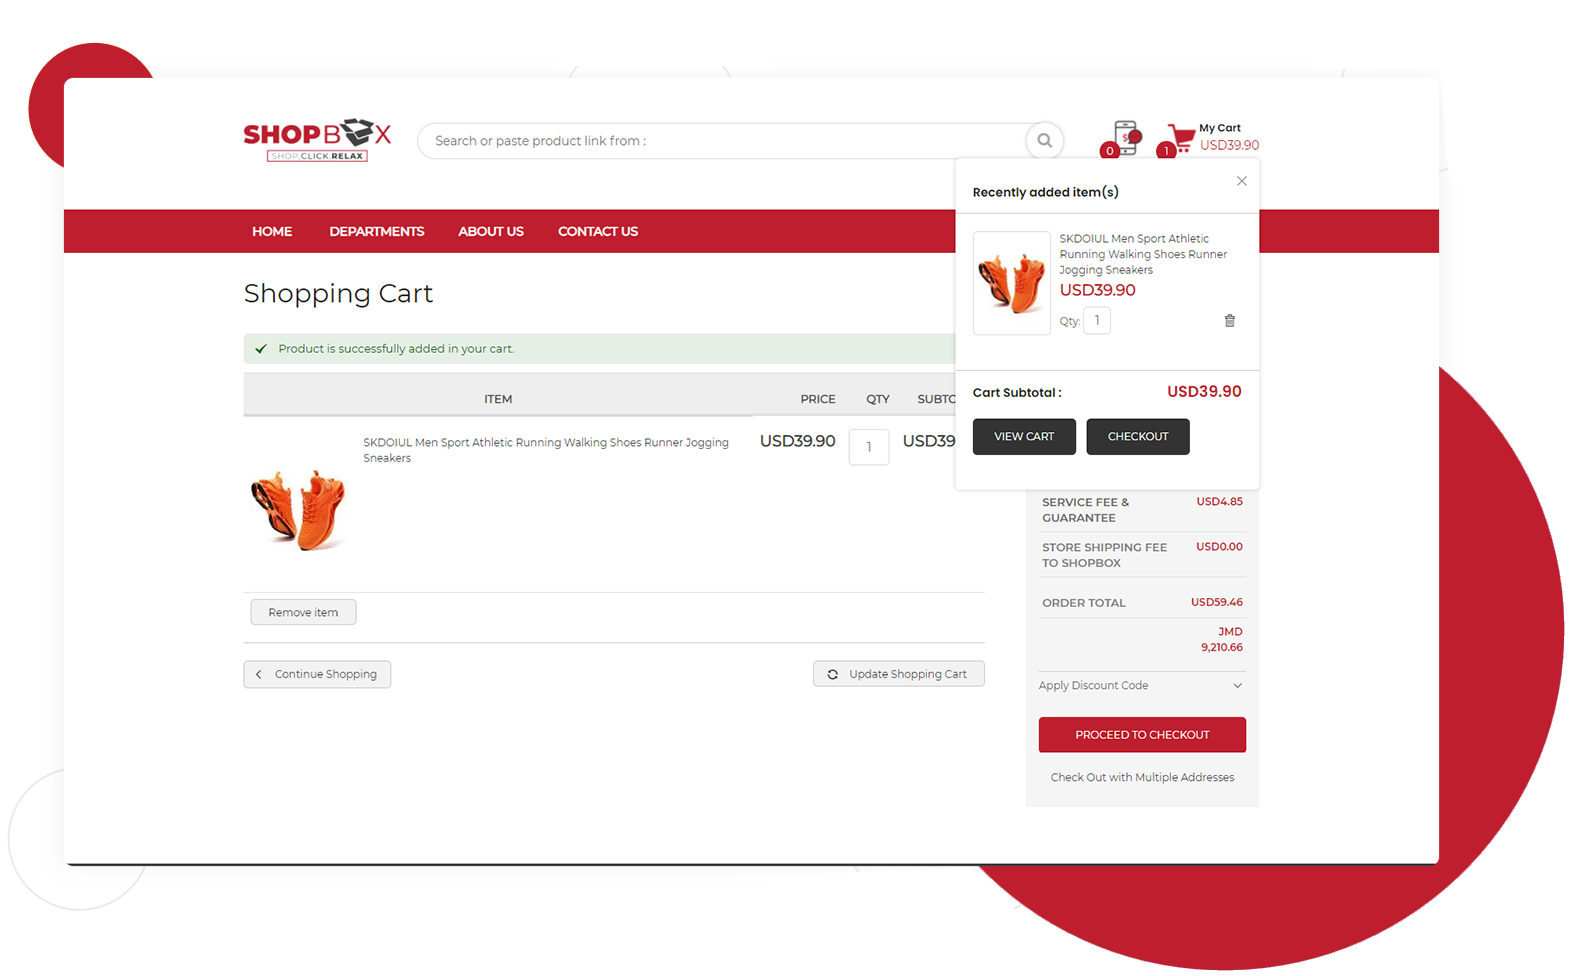 SHOPBOX
SHOP.CLICK.RELAX
Search or paste product link from :
$
0
1
My Cart
USD39.90
HOME
DEPARTMENTS
ABOUT US
CONTACT US
Recently added item(s)
SKDOIUL Men Sport Athletic
Running Walking Shoes Runner
Jogging Sneakers
USD39.90
Qty: 1
Cart Subtotal :
USD39.90
VIEW CART
CHECKOUT
Shopping Cart
Product is successfully added in your cart.
ITEM
PRICE
QTY
SUBTO
SKDOIUL Men Sport Athletic Running Walking Shoes Runner Jogging
Sneakers
USD39.90
1
USD39
Remove item
Continue Shopping
Update Shopping Cart
SERVICE FEE &
GUARANTEE
USD4.85
STORE SHIPPING FEE
TO SHOPBOX
USD0.00
ORDER TOTAL
USD59.46
JMD
9,210.66
Apply Discount Code
PROCEED TO CHECKOUT
Check Out with Multiple Addresses